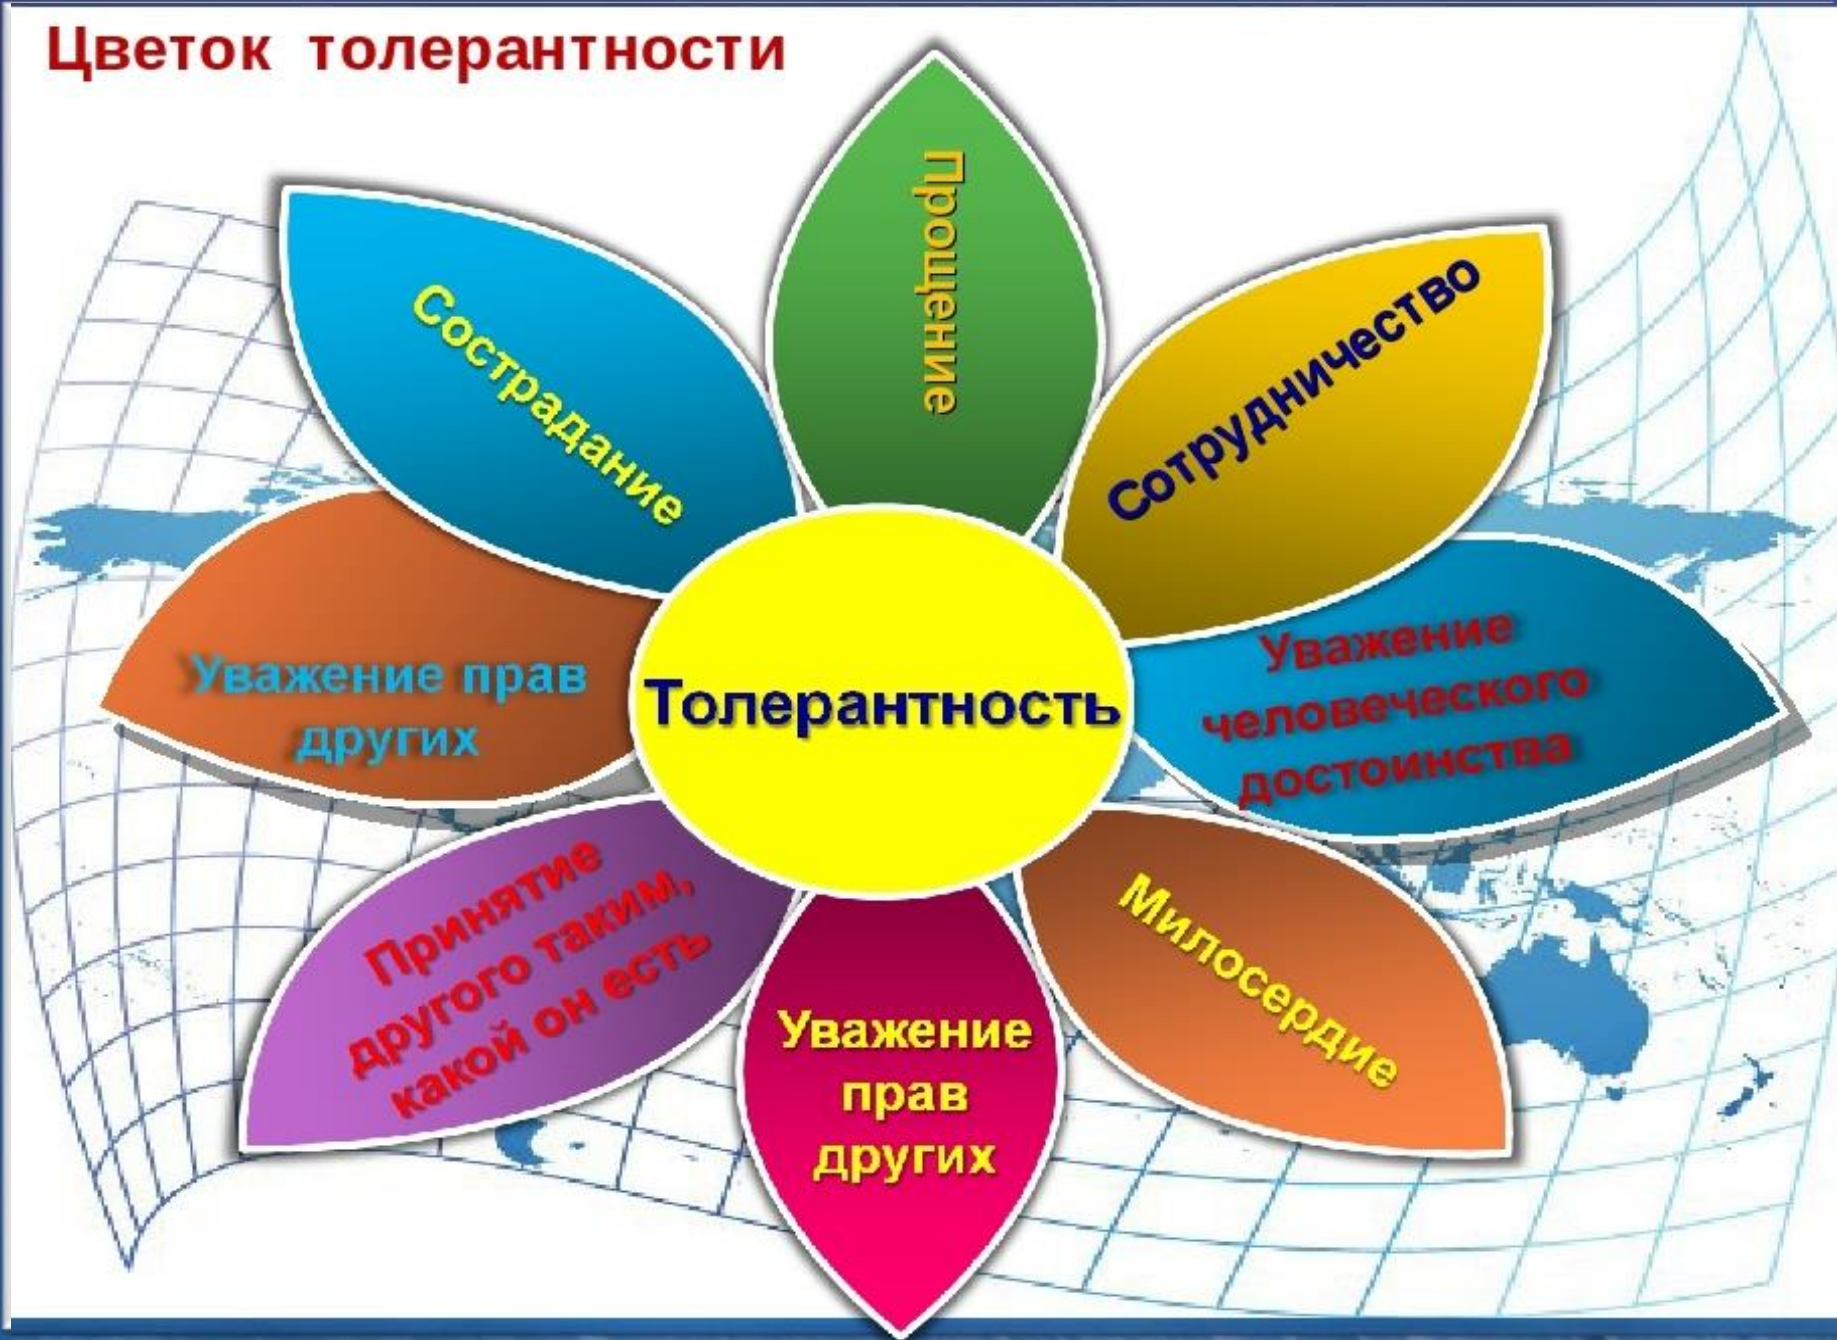 Цветок толерантности
Прощение
Сострадание
Сотрудничество
Уважение прав
других
Толерантность
Уважение
человеческого
достоинства
Принятие
другого таким,
какой он есть
Милосердие
Уважение
прав
других